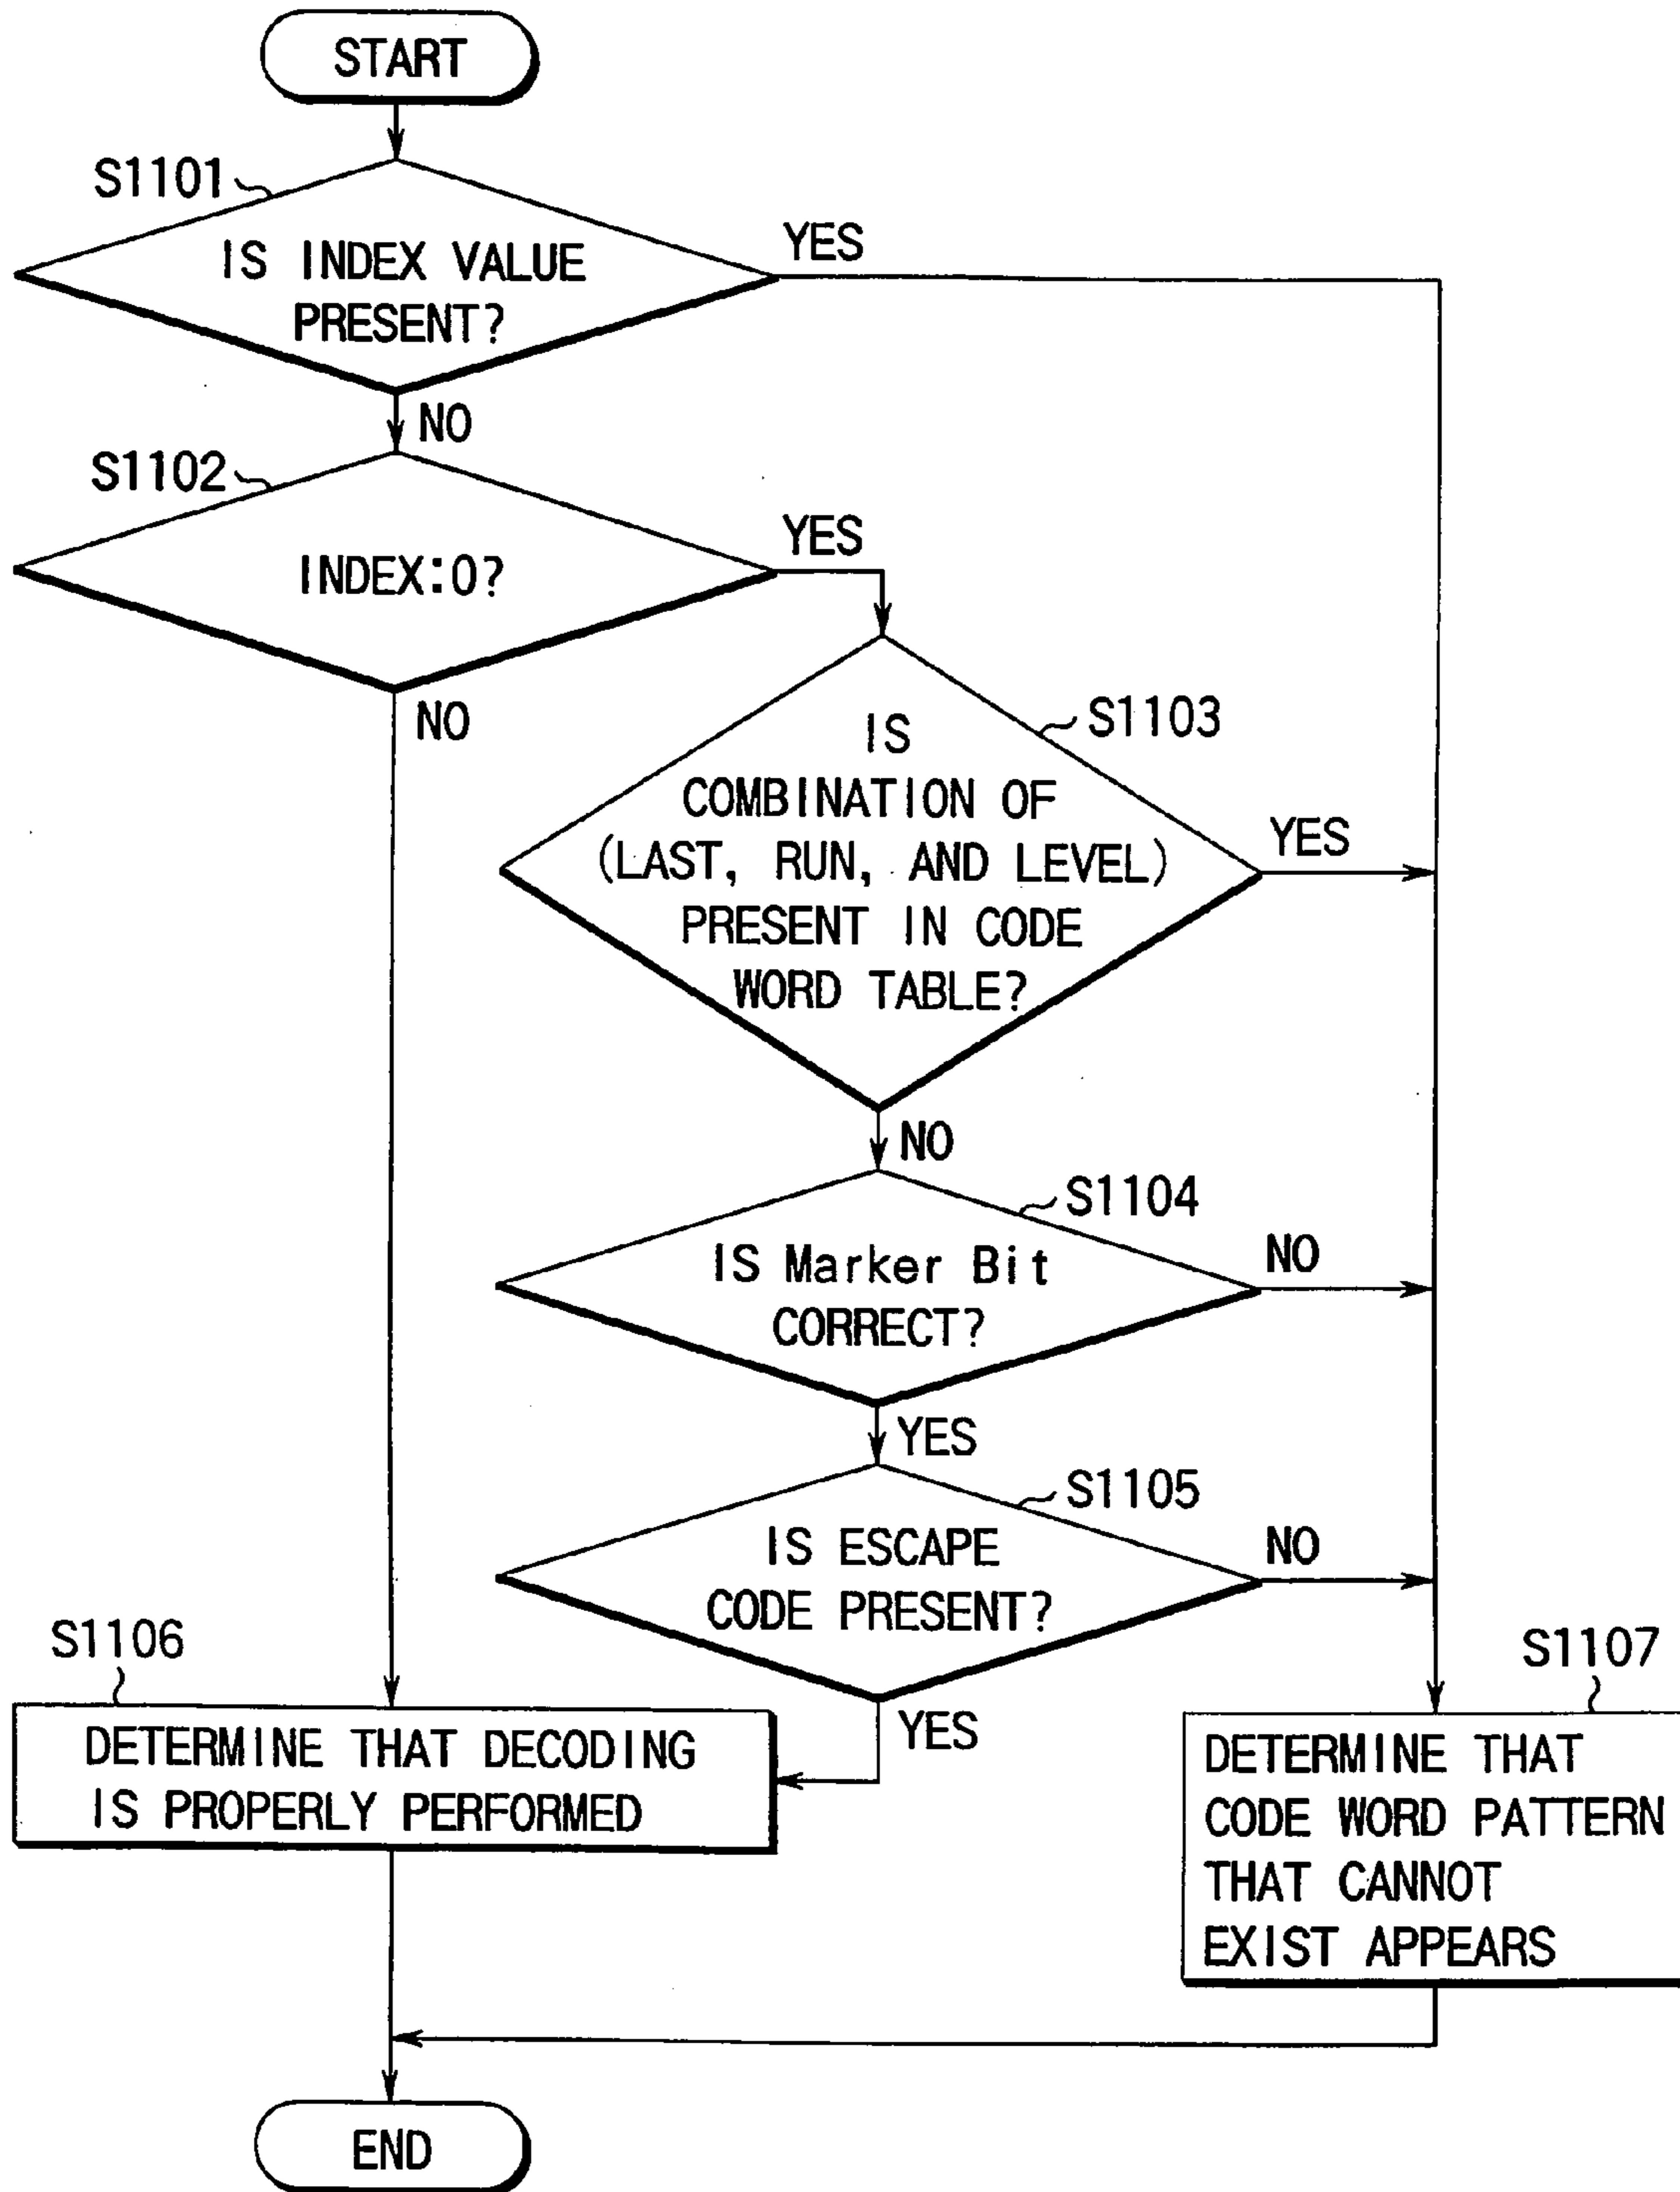 START
S1101
IS INDEX VALUE
PRESENT?
YES
NO
S1102
INDEX:0?
YES
NO
S1103
IS
COMBINATION OF
(LAST, RUN, AND LEVEL)
PRESENT IN CODE
WORD TABLE?
YES
NO
S1104
IS Marker Bit
CORRECT?
NO
YES
S1105
IS ESCAPE
CODE PRESENT?
NO
YES
S1106
DETERMINE THAT DECODING
IS PROPERLY PERFORMED
S1107
DETERMINE THAT
CODE WORD PATTERN
THAT CANNOT
EXIST APPEARS
END